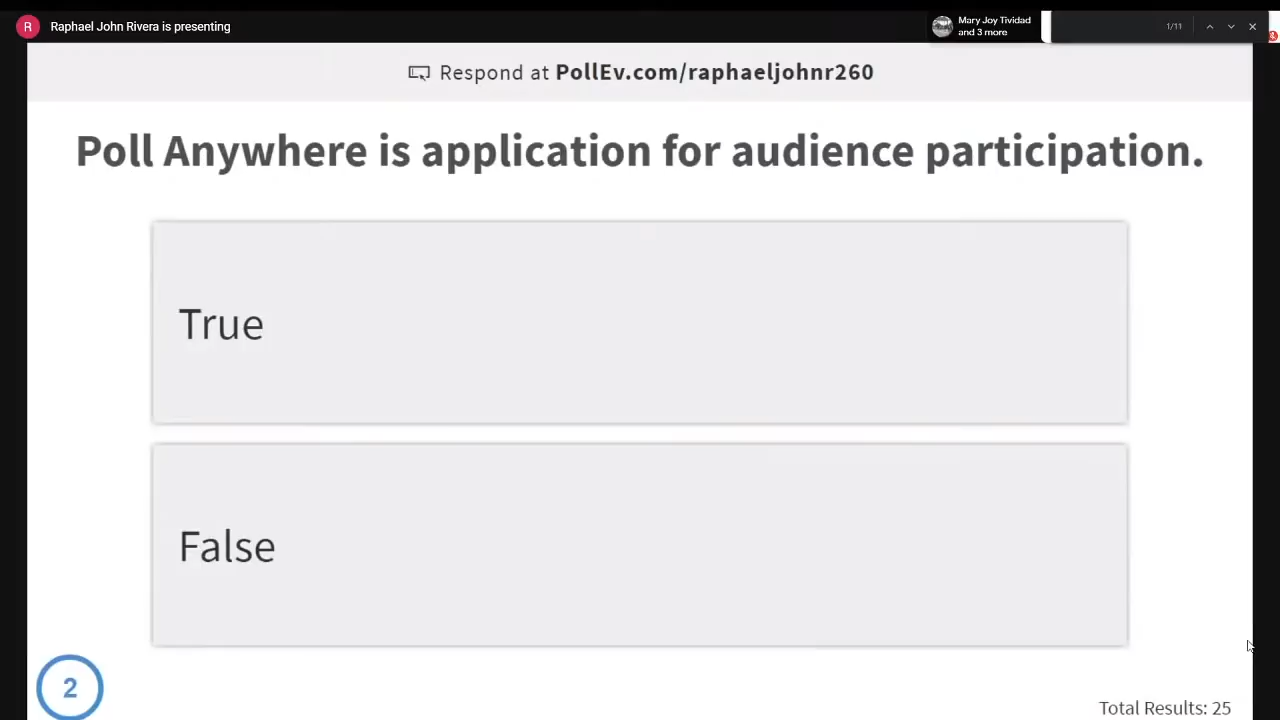 R Raphael John Rivera is presenting
Mary Joy Tividad
and 3 more
1/11
Respond at PollEv.com/raphaeljohnr260
Poll Anywhere is application for audience participation.
True
False
2
Total Results: 25